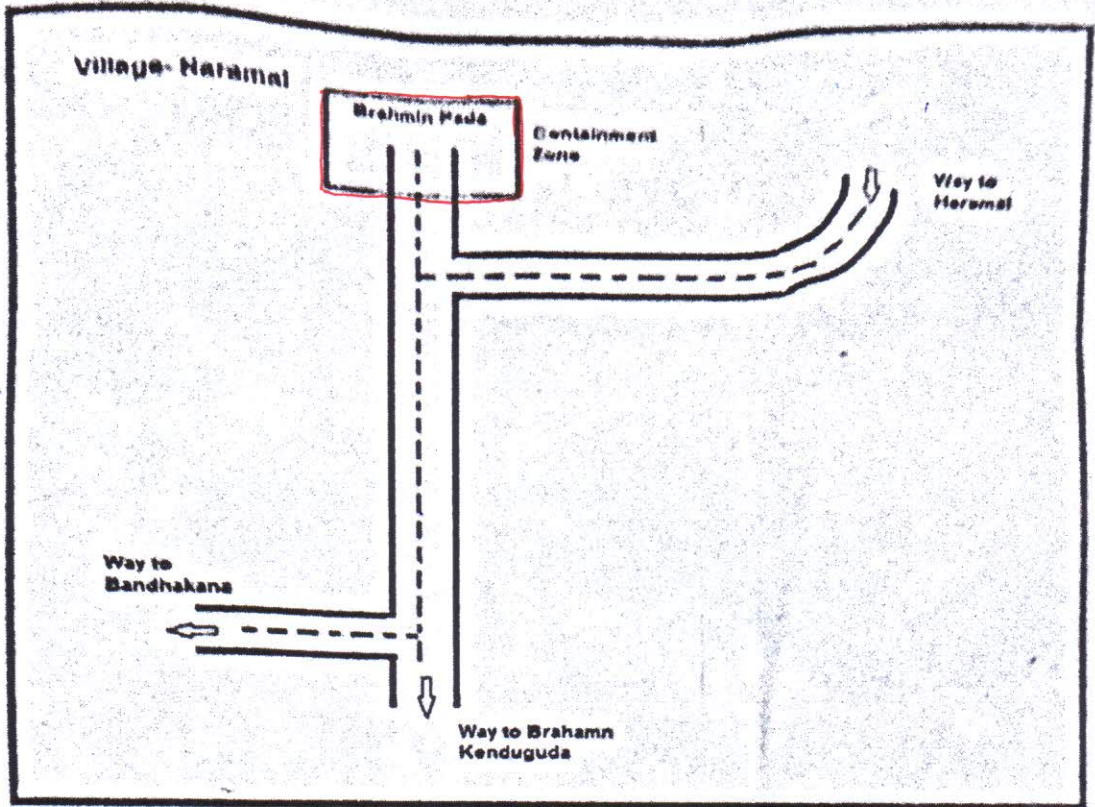 Village- Haramal
Brahmin Pada
Containment
Zone
Way to
Haramal
Way to
Bandhakana
Way to Brahamn
Kenduguda